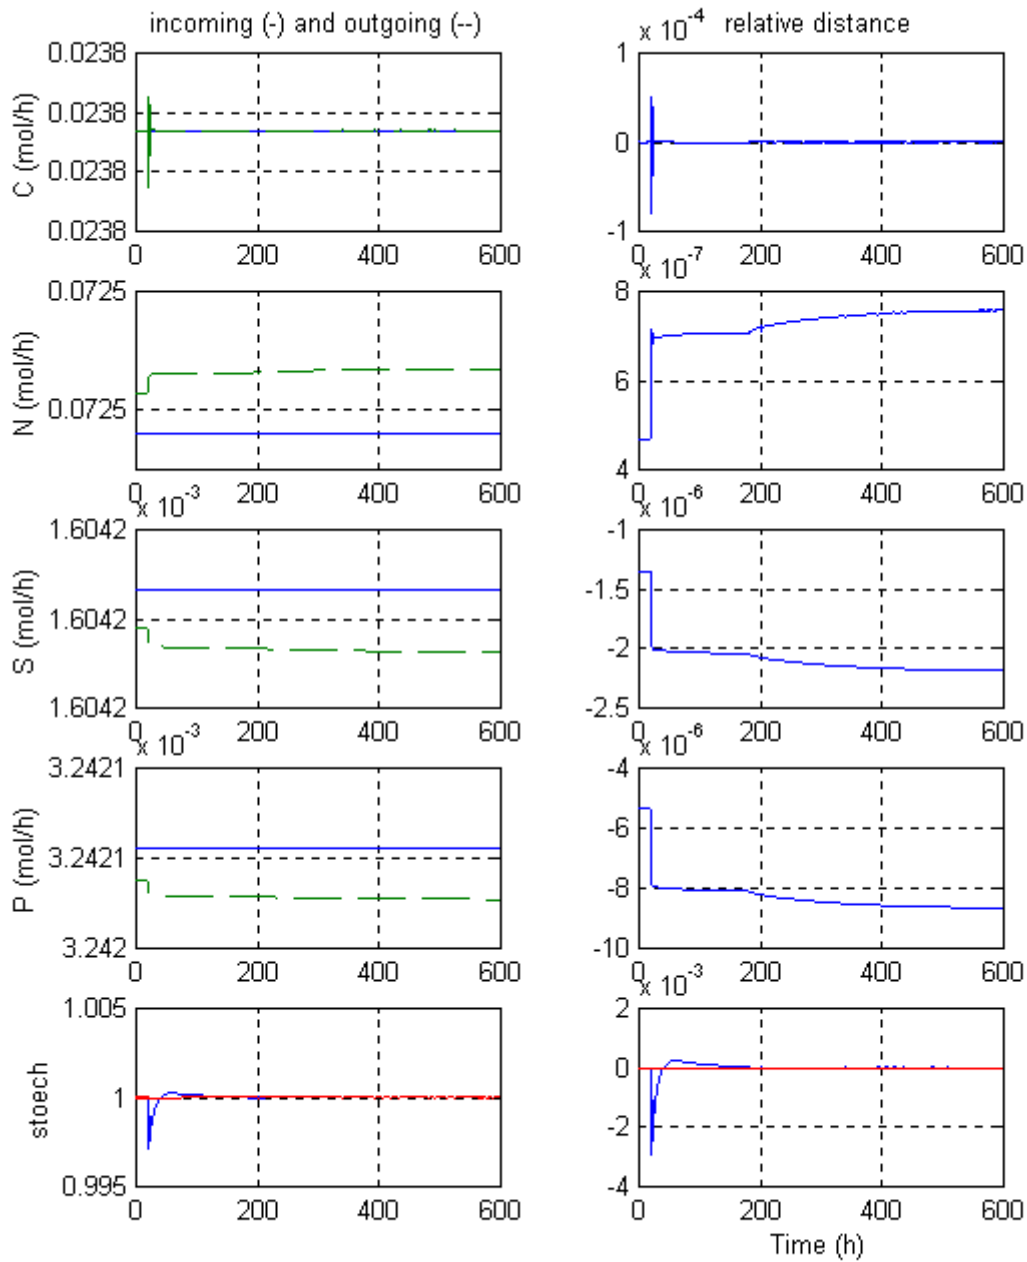 incoming (-) and outgoing (--)
relative distance
x 10^-4
0.0238
0.0238
0.0238
0.0238
C (mol/h)
0 200 400 600
1
0
-1
0 200 400 600
x 10^-7
0.0725
0.0725
N (mol/h)
0 200 400 600
8
6
4
0 200 400 600
x 10^-3
x 10^-6
1.6042
1.6042
1.6042
S (mol/h)
0 200 400 600
-1
-1.5
-2
-2.5
0 200 400 600
x 10^-3
x 10^-6
3.2421
3.2421
3.242
P (mol/h)
0 200 400 600
-4
-6
-8
-10
0 200 400 600
x 10^-3
1.005
1
0.995
stoech
0 200 400 600
2
0
-2
-4
0 200 400 600
Time (h)